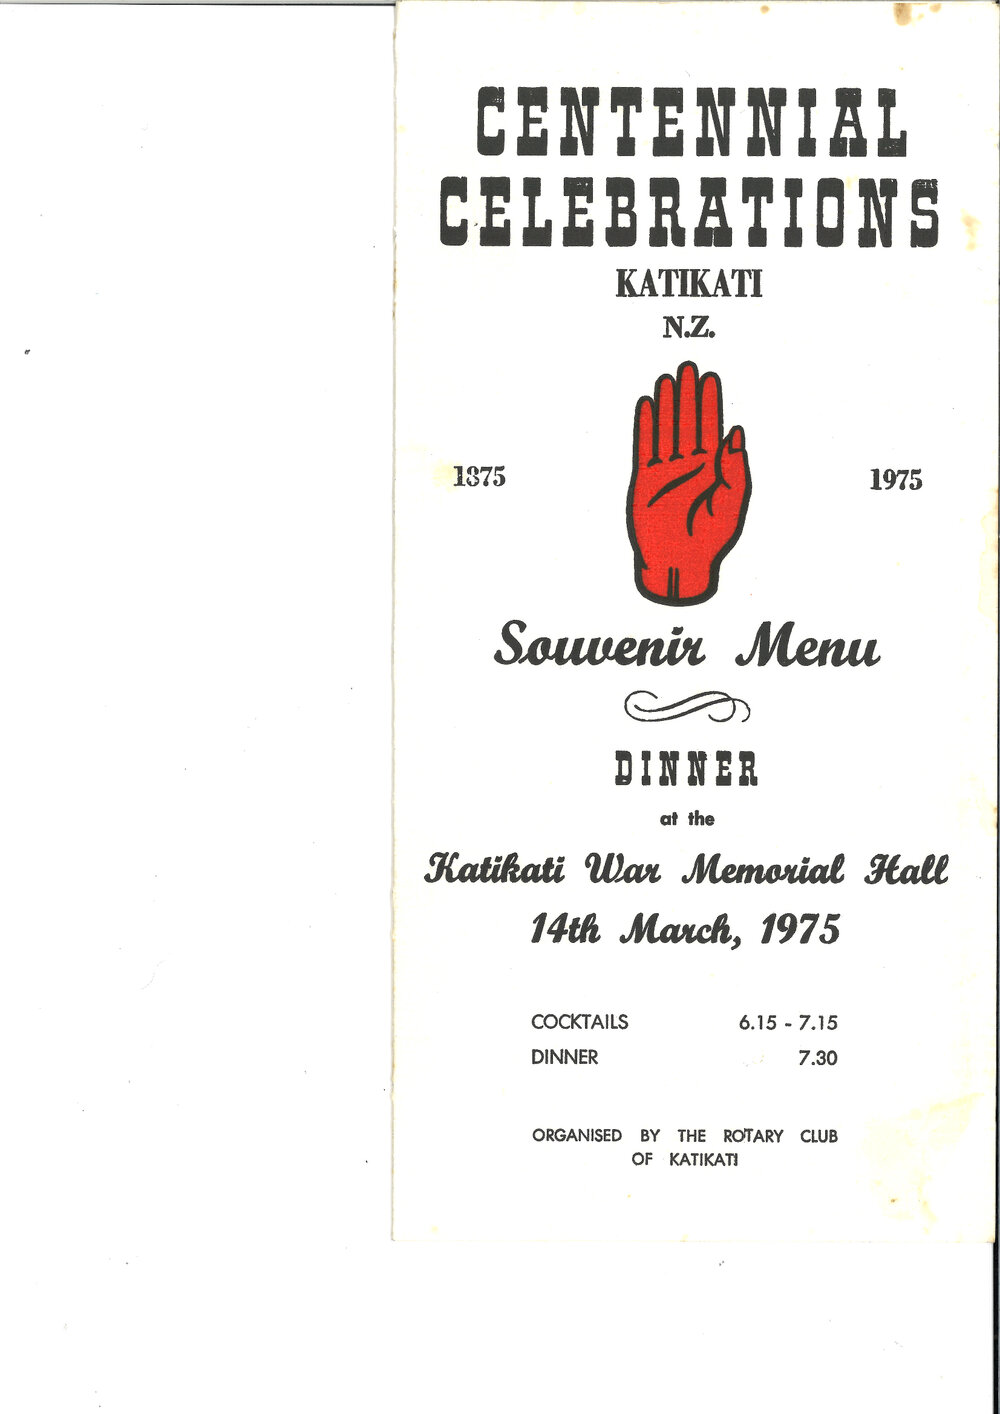 CENTENNIAL
CELEBRATIONS
KATIKATI
N.Z.
1875 1975
Souvenir Menu
DINNER
at the
Katikati War Memorial Hall
14th March, 1975
COCKTAILS 6.15 - 7.15
DINNER 7.30
ORGANISED BY THE ROTARY CLUB
OF KATIKATI